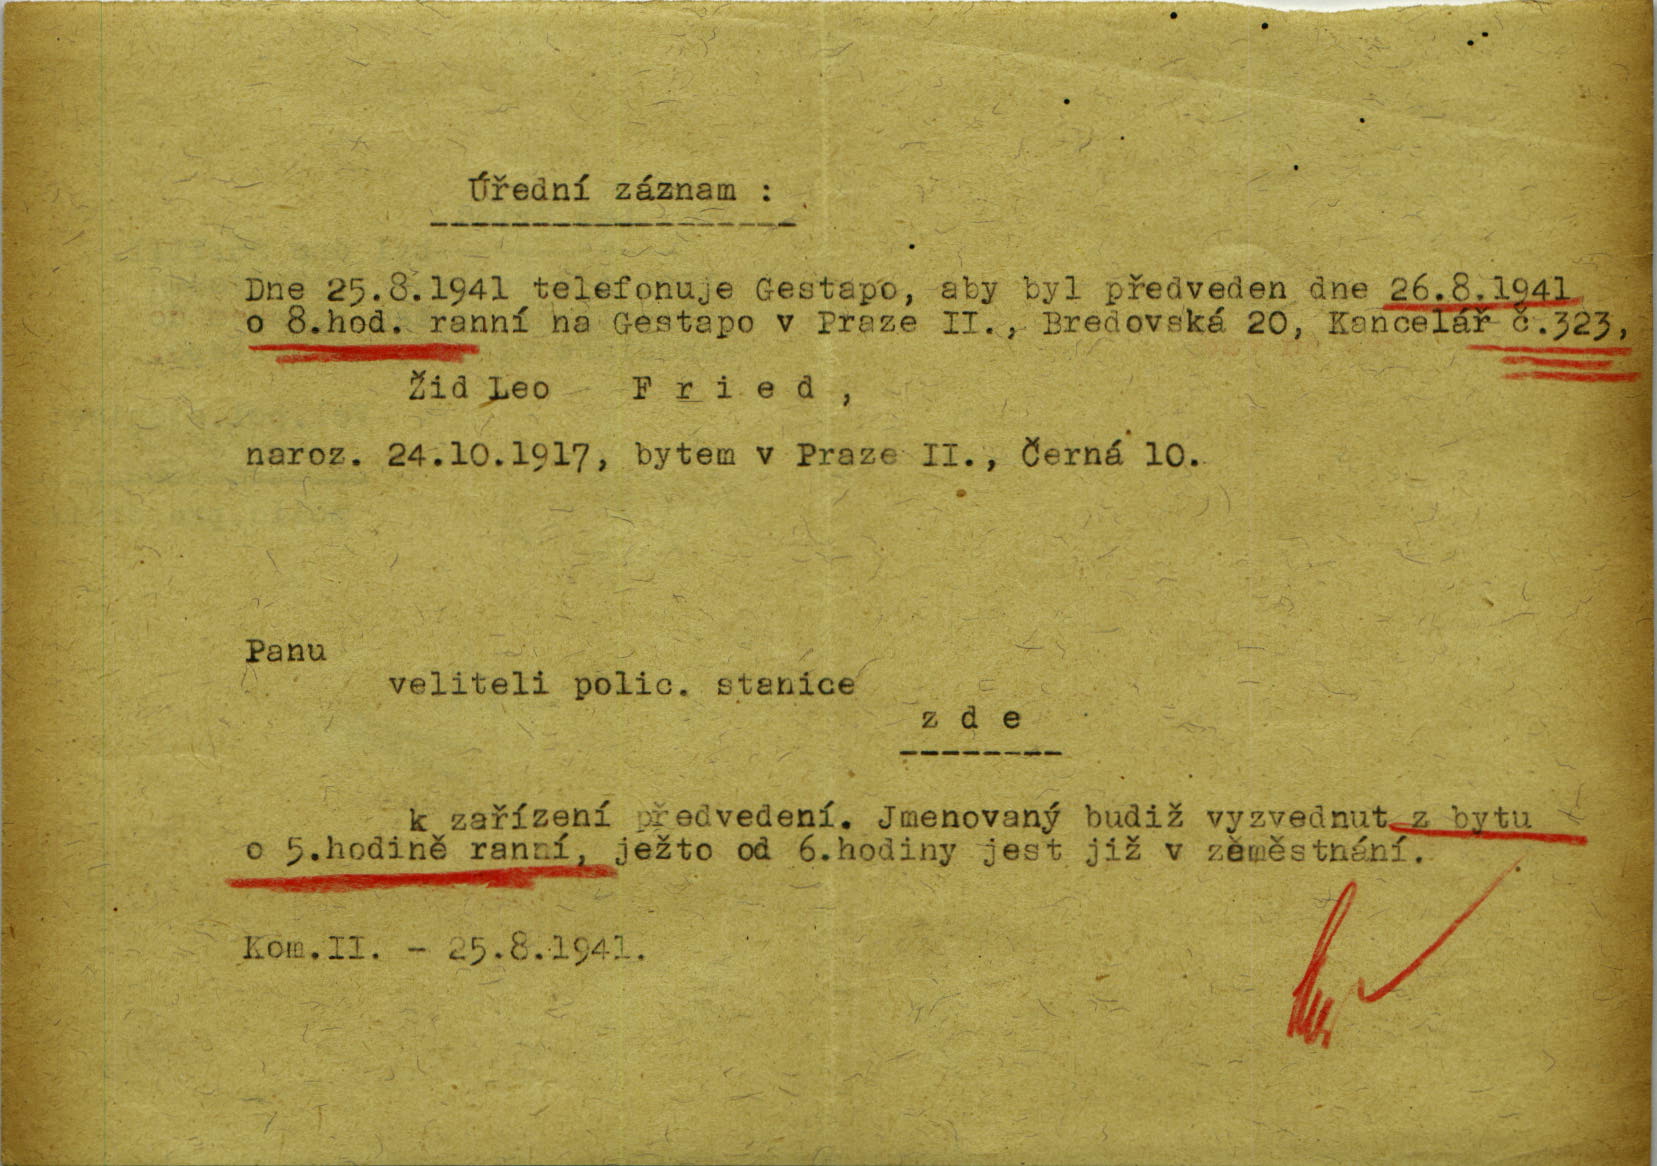 Úřední záznam :
Dne 25.8.1941 telefonuje Gestapo, aby byl předveden dne 26.8.1941
o 8.hod. ranní na Gestapo v Praze II., Bredovská 20, Kancelář č.323,
Žid Leo F r i e d ,
naroz. 24.10.1917, bytem v Praze II., Černá 10.
Panu
veliteli polic. stanice
z d e
k zařízení předvedení. Jmenovaný budiž vyzvednut z bytu
o 5.hodině ranní, ježto od 6.hodiny jest již v zěměstnání.
Kom.II. - 25.8.1941.